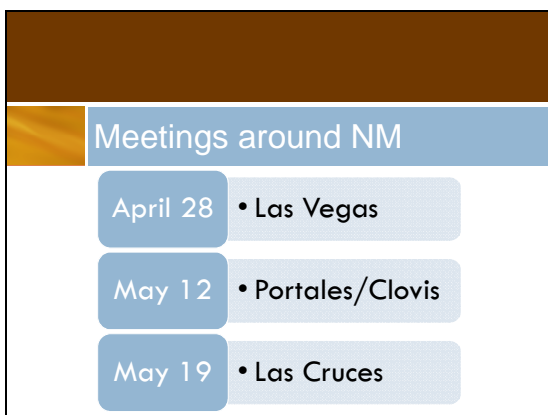 Meetings around NM
April 28 • Las Vegas
May 12 • Portales/Clovis
May 19 • Las Cruces